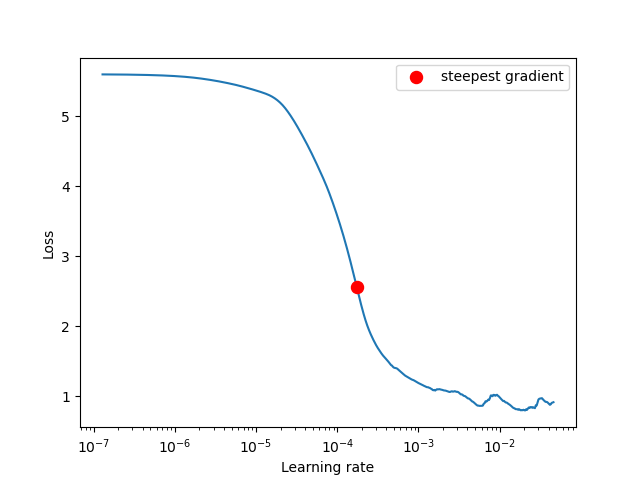 steepest gradient
5
4
3
2
1
Loss
10⁻⁷ 10⁻⁶ 10⁻⁵ 10⁻⁴ 10⁻³ 10⁻²
Learning rate